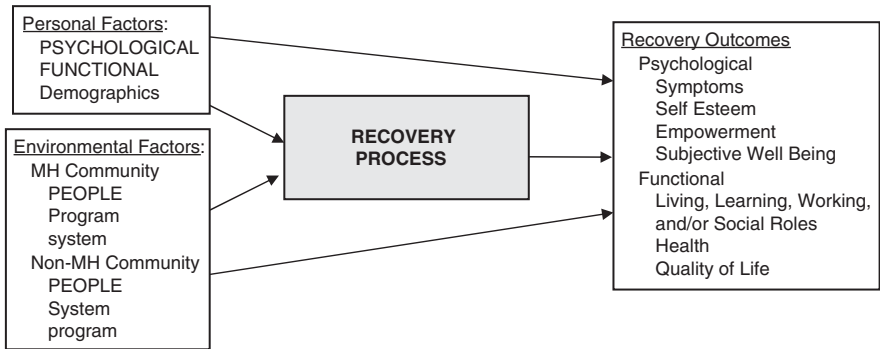 Personal Factors:
PSYCHOLOGICAL
FUNCTIONAL
Demographics
Environmental Factors:
MH Community
PEOPLE
Program
system
Non-MH Community
PEOPLE
System
program
RECOVERY
PROCESS
Recovery Outcomes
Psychological
Symptoms
Self Esteem
Empowerment
Subjective Well Being
Functional
Living, Learning, Working,
and/or Social Roles
Health
Quality of Life